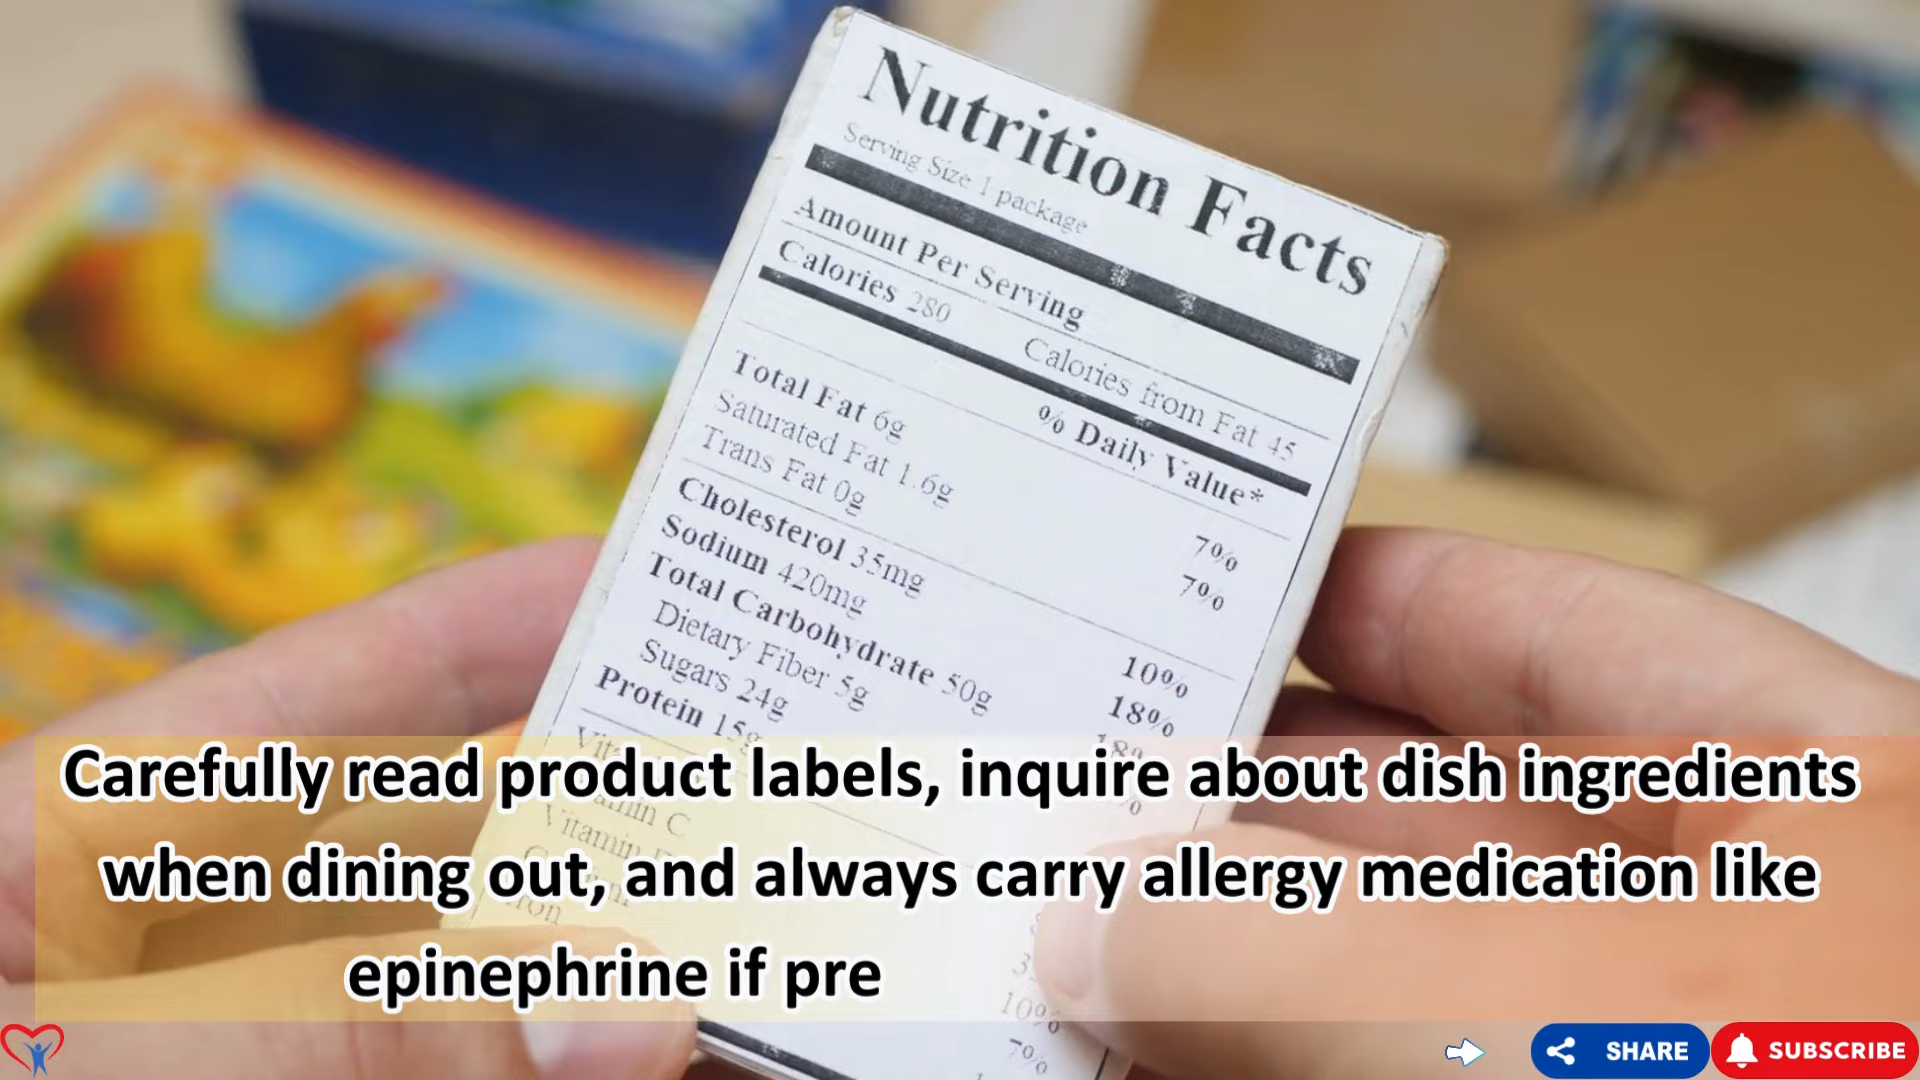 Nutrition Facts
Serving Size 1 package
Amount Per Serving
Calories 280
Calories from Fat 45
% Daily Value*
Total Fat 6g 7%
Saturated Fat 1.6g 7%
Trans Fat 0g
Cholesterol 35mg 10%
Sodium 420mg 18%
Total Carbohydrate 50g 18%
Dietary Fiber 5g
Sugars 24g
Protein 15g
Carefully read product labels, inquire about dish ingredients
when dining out, and always carry allergy medication like
epinephrine if pre
10%
7%
SHARE
SUBSCRIBE